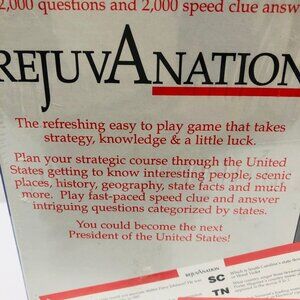 2,000 questions and 2,000 speed clue answ
REJUVANATION
The refreshing easy to play game that takes
strategy, knowledge & a little luck.
Plan your strategic course through the United
States getting to know interesting people, scenic
places, history, geography, state facts and much
more. Play fast-paced speed clue and answer
intriguing questions categorized by states.
You could become the next
President of the United States!
REJUVANATION
SC
TN